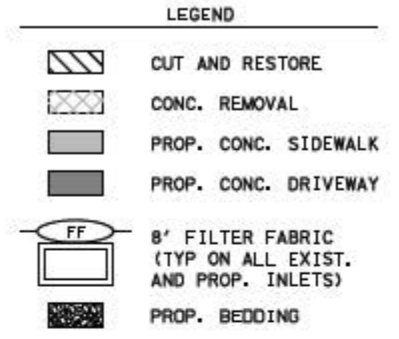 LEGEND
CUT AND RESTORE
CONC. REMOVAL
PROP. CONC. SIDEWALK
PROP. CONC. DRIVEWAY
FF
8' FILTER FABRIC
(TYP ON ALL EXIST.
AND PROP. INLETS)
PROP. BEDDING